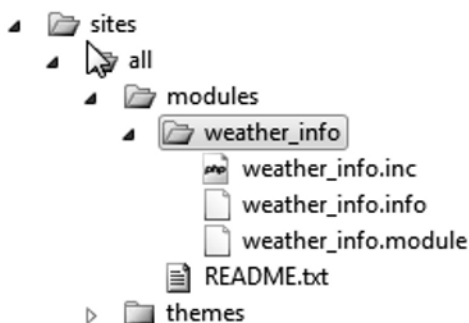 sites
all
modules
weather_info
php weather_info.inc
weather_info.info
weather_info.module
README.txt
themes